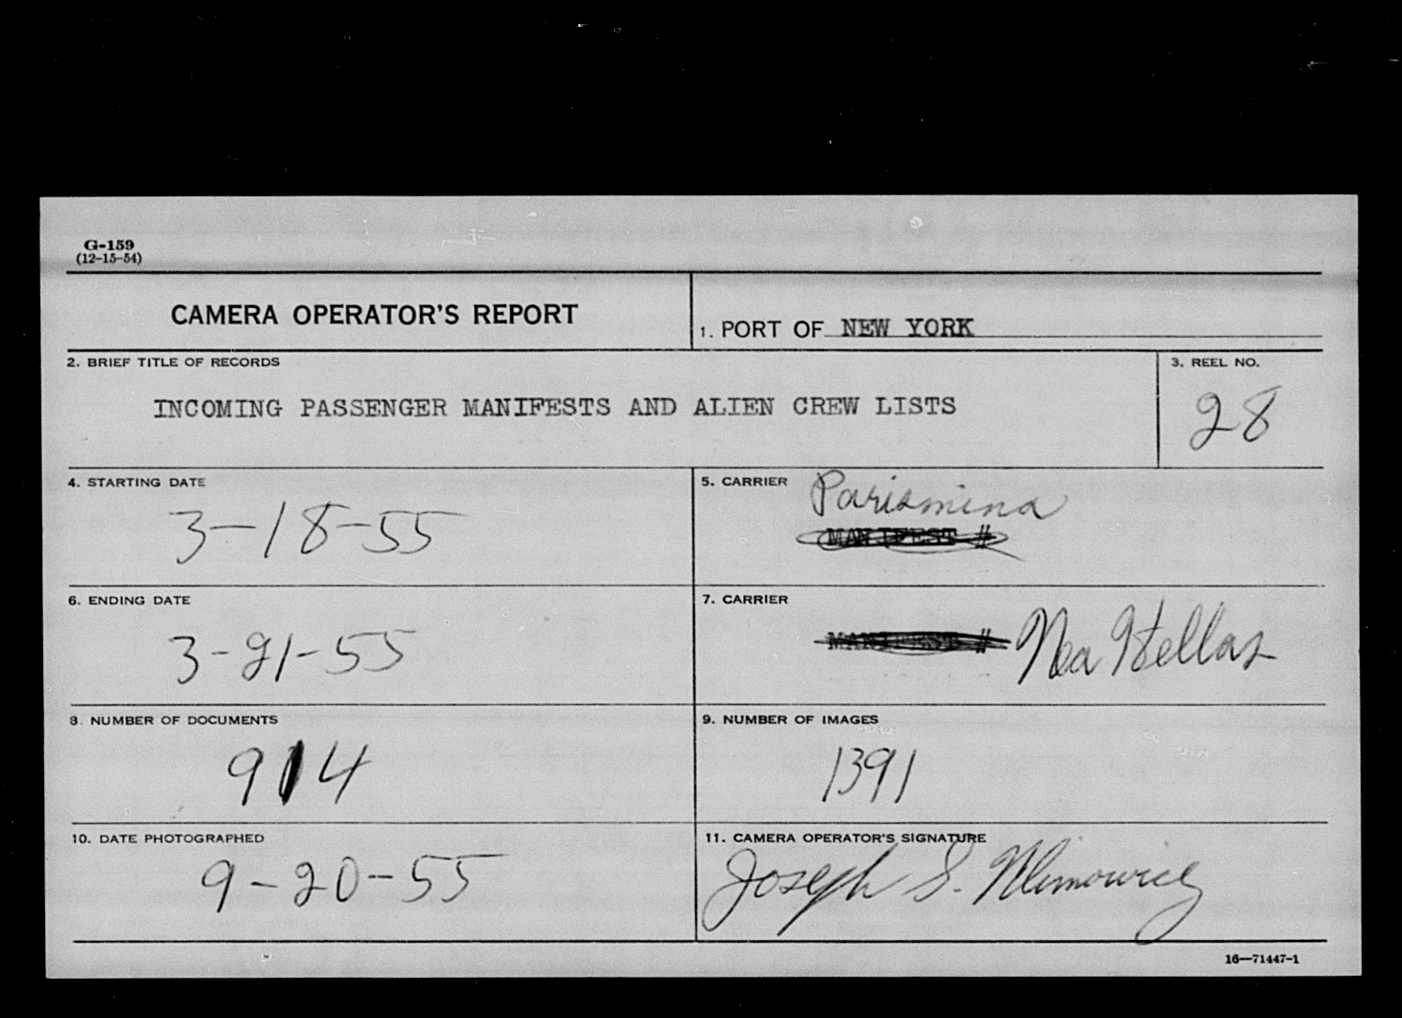 G-159
(12-15-54)
CAMERA OPERATOR'S REPORT
1. PORT OF NEW YORK
2. BRIEF TITLE OF RECORDS
INCOMING PASSENGER MANIFESTS AND ALIEN CREW LISTS
3. REEL NO.
28
4. STARTING DATE
3-18-55
5. CARRIER
Parismina
MANIFEST #
6. ENDING DATE
3-21-55
7. CARRIER
MANIFEST # Nea Hellas
8. NUMBER OF DOCUMENTS
914
9. NUMBER OF IMAGES
1391
10. DATE PHOTOGRAPHED
9-20-55
11. CAMERA OPERATOR'S SIGNATURE
Joseph S.
16—71447-1